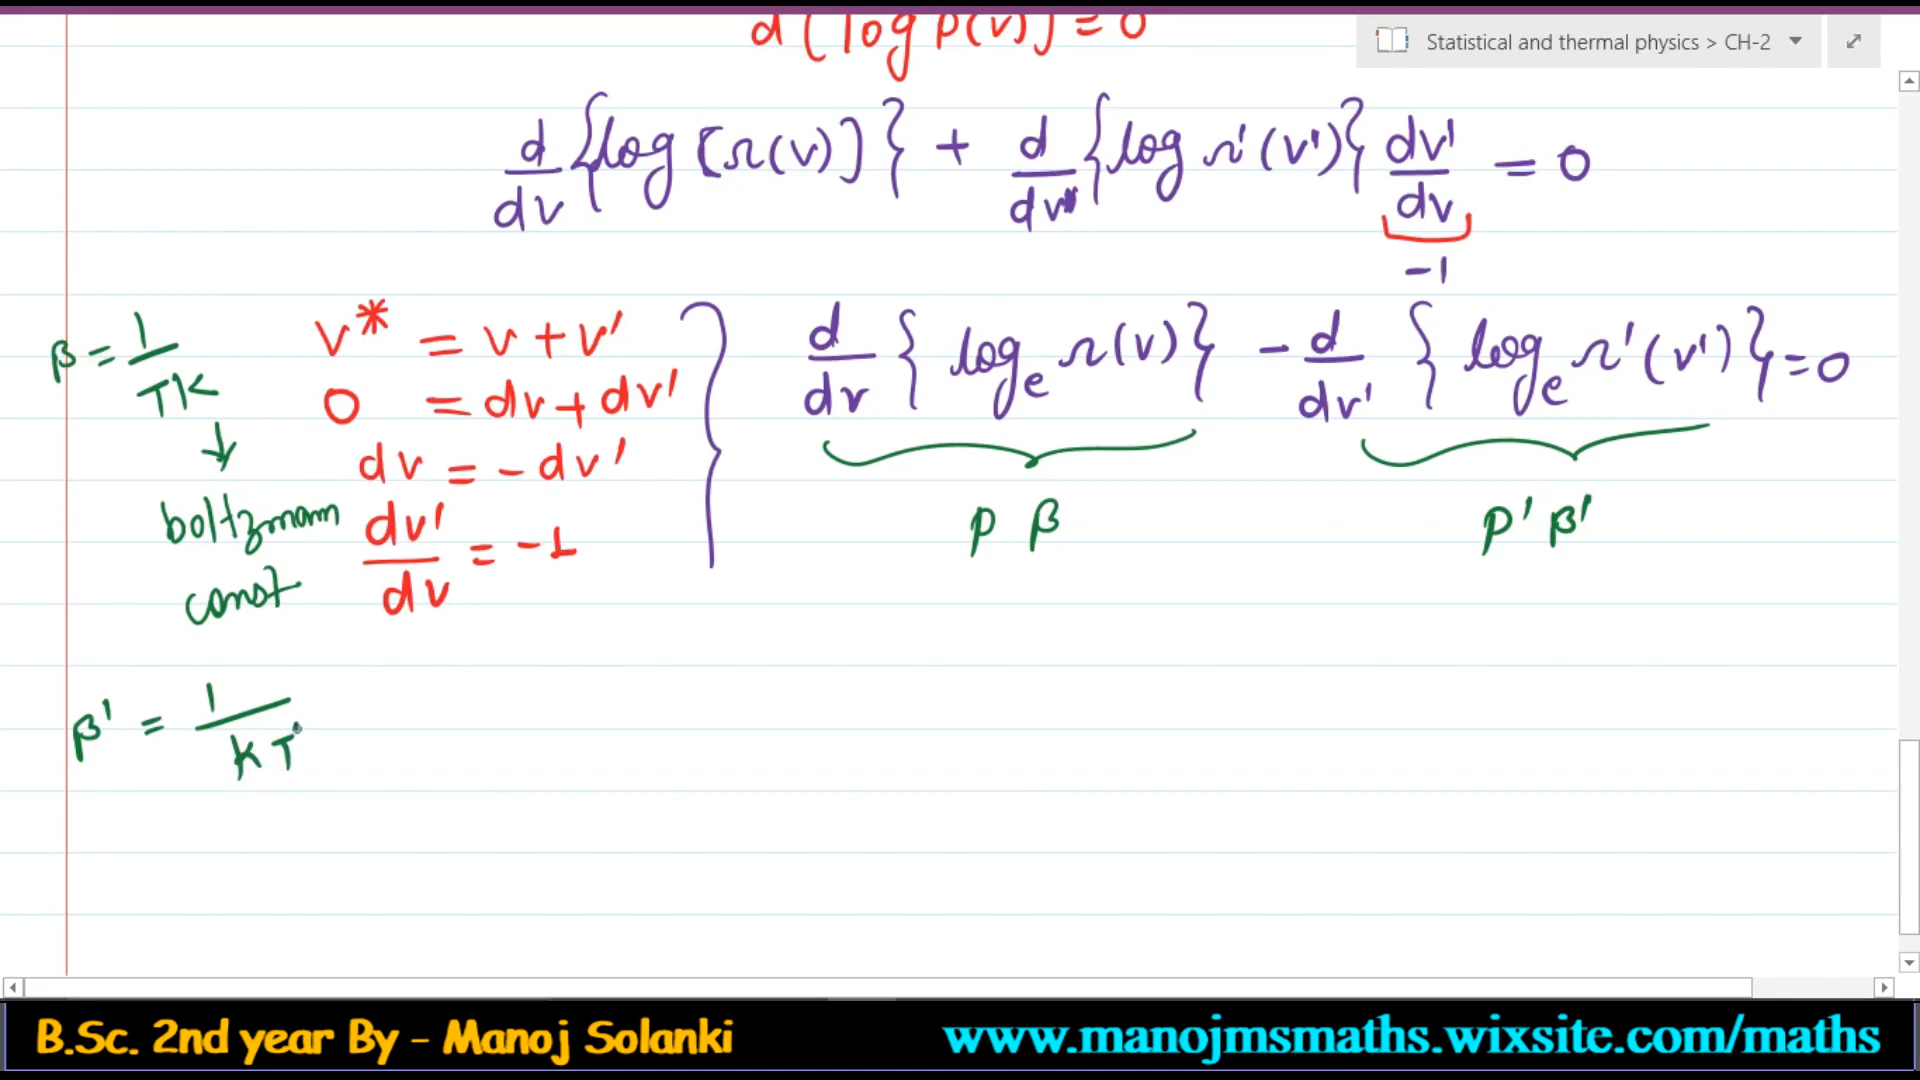 d (log P(v)) = 0
Statistical and thermal physics > CH-2
d/dv {log [Ω(v)]} + d/dv' {log Ω'(v')} dv'/dv = 0
-1
β = 1/TK
boltzmann
const
v* = v + v'
0 = dv + dv'
dv = - dv'
dv'/dv = -1
d/dv {log_e Ω(v)} - d/dv' {log_e Ω'(v')} = 0
P β
P' β'
β' = 1/KT'
B.Sc. 2nd year By - Manoj Solanki
www.manojmsmaths.wixsite.com/maths